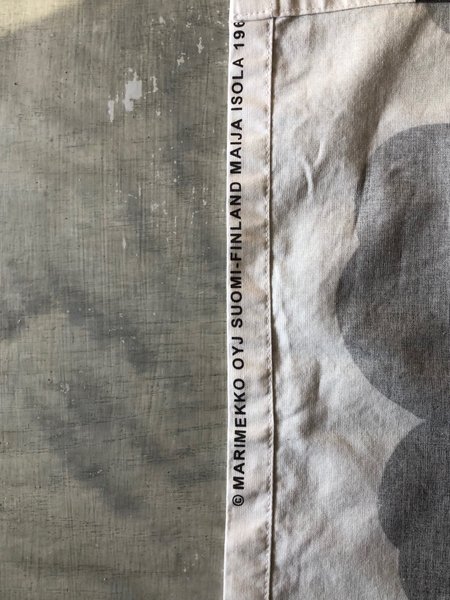 © MARIMEKKO OYJ SUOMI-FINLAND MAIJA ISOLA 196